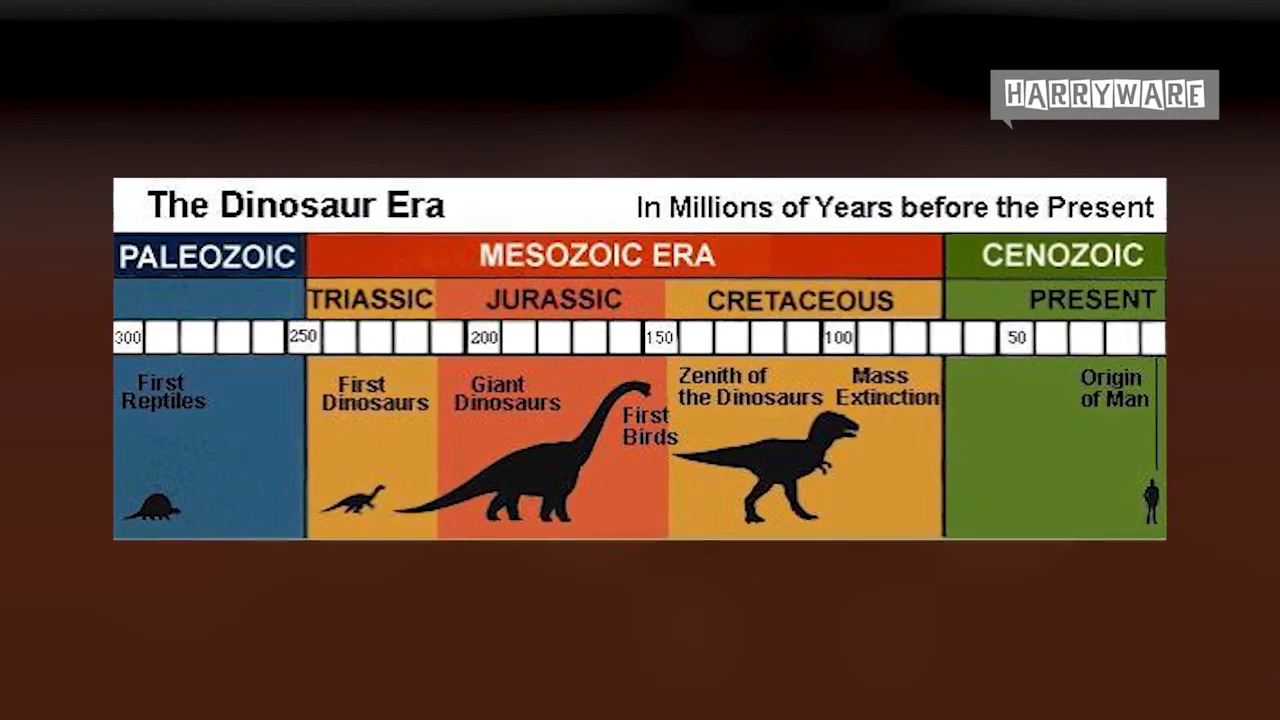 HARRYWARE
The Dinosaur Era
In Millions of Years before the Present
PALEOZOIC
MESOZOIC ERA
CENOZOIC
TRIASSIC
JURASSIC
CRETACEOUS
PRESENT
300
250
200
150
100
50
First
Reptiles
First
Dinosaurs
Giant
Dinosaurs
First
Birds
Zenith of
the Dinosaurs
Mass
Extinction
Origin
of Man